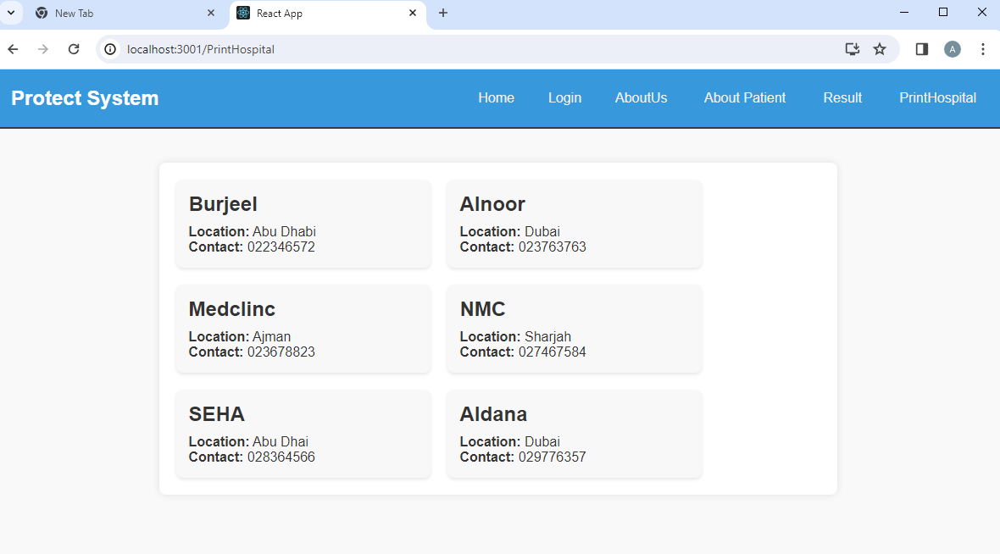 New Tab
React App
localhost:3001/PrintHospital
A
Protect System
Home Login AboutUs About Patient Result PrintHospital
Burjeel
Location: Abu Dhabi
Contact: 022346572
Alnoor
Location: Dubai
Contact: 023763763
Medclinc
Location: Ajman
Contact: 023678823
NMC
Location: Sharjah
Contact: 027467584
SEHA
Location: Abu Dhai
Contact: 028364566
Aldana
Location: Dubai
Contact: 029776357